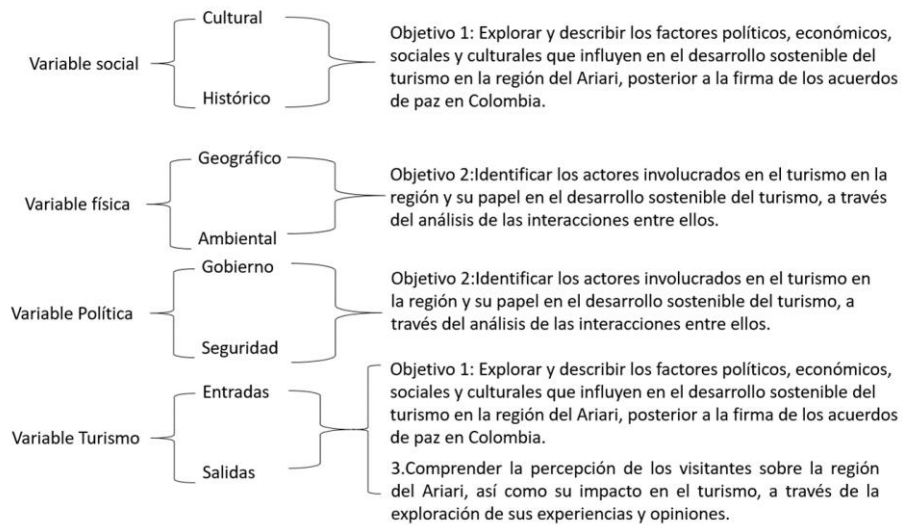 Cultural
Variable social
Histórico
Objetivo 1: Explorar y describir los factores políticos, económicos,
sociales y culturales que influyen en el desarrollo sostenible del
turismo en la región del Ariari, posterior a la firma de los acuerdos
de paz en Colombia.
Geográfico
Variable física
Ambiental
Objetivo 2:Identificar los actores involucrados en el turismo en la
región y su papel en el desarrollo sostenible del turismo, a través
del análisis de las interacciones entre ellos.
Gobierno
Variable Política
Seguridad
Objetivo 2:Identificar los actores involucrados en el turismo en
la región y su papel en el desarrollo sostenible del turismo, a
través del análisis de las interacciones entre ellos.
Entradas
Variable Turismo
Salidas
Objetivo 1: Explorar y describir los factores políticos, económicos,
sociales y culturales que influyen en el desarrollo sostenible del
turismo en la región del Ariari, posterior a la firma de los acuerdos
de paz en Colombia.
3.Comprender la percepción de los visitantes sobre la región
del Ariari, así como su impacto en el turismo, a través de la
exploración de sus experiencias y opiniones.